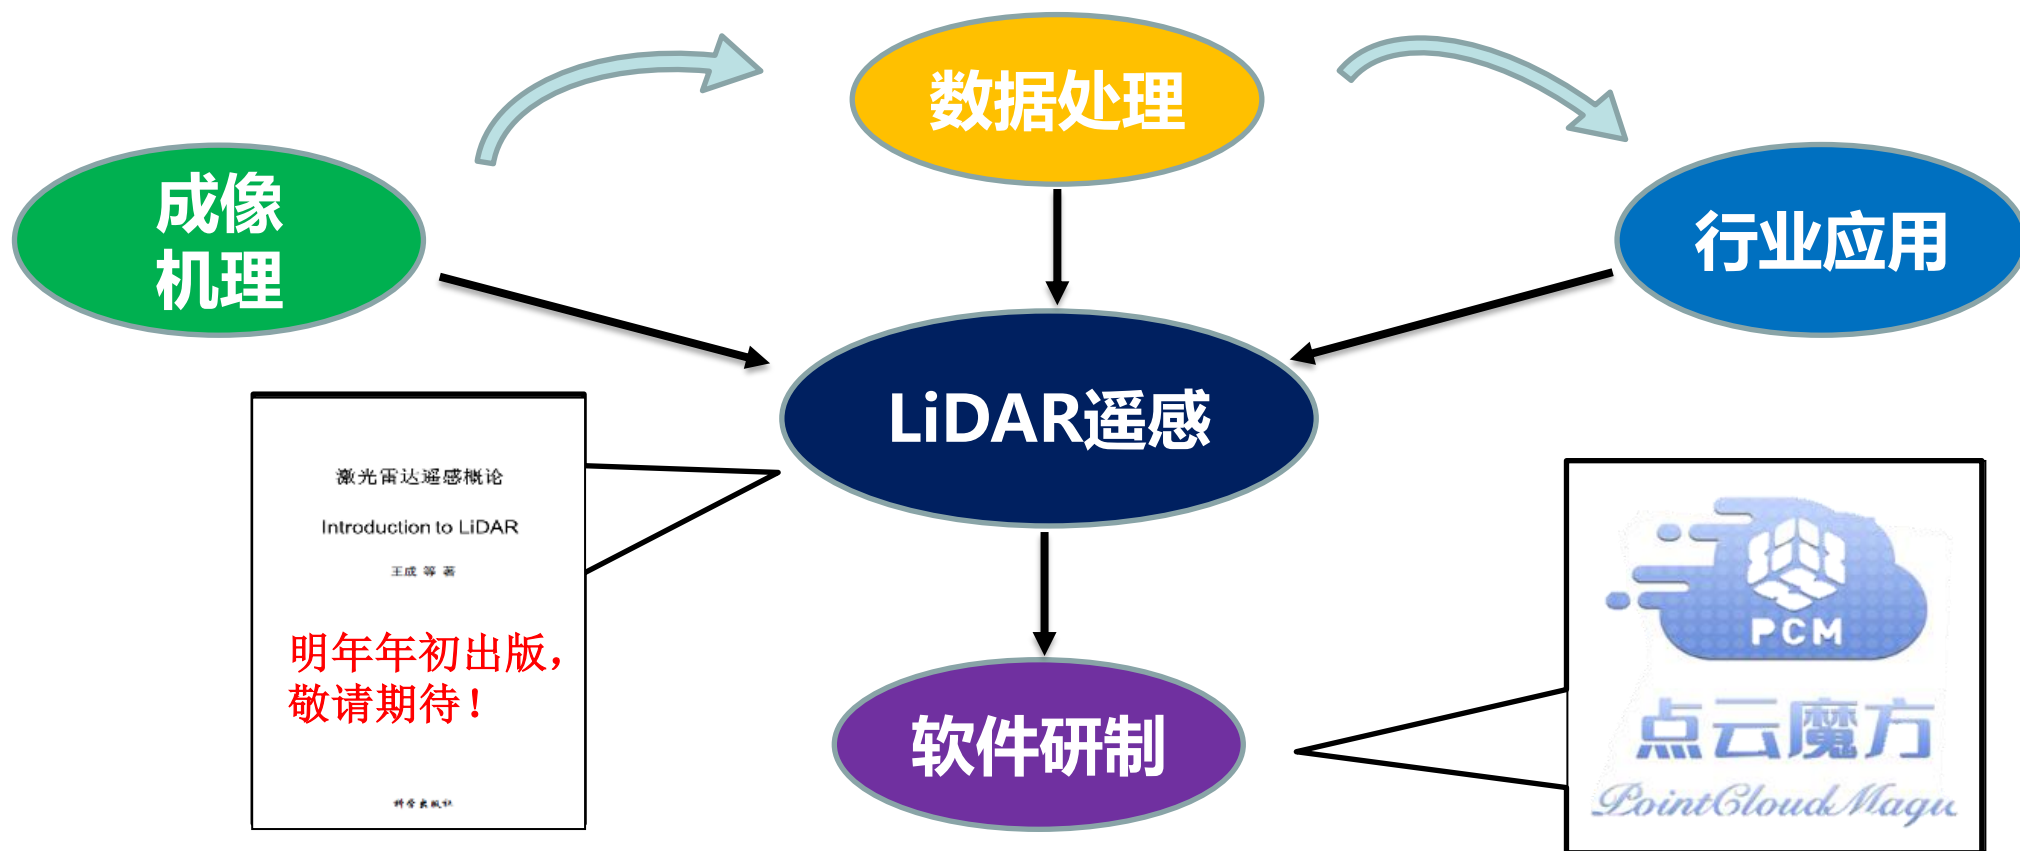 数据处理
成像
机理
行业应用
LiDAR遥感
激光雷达遥感概论
Introduction to LiDAR
王成 等 著
明年年初出版，
敬请期待！
科学出版社
软件研制
PCM
点云魔方
PointCloudMagic